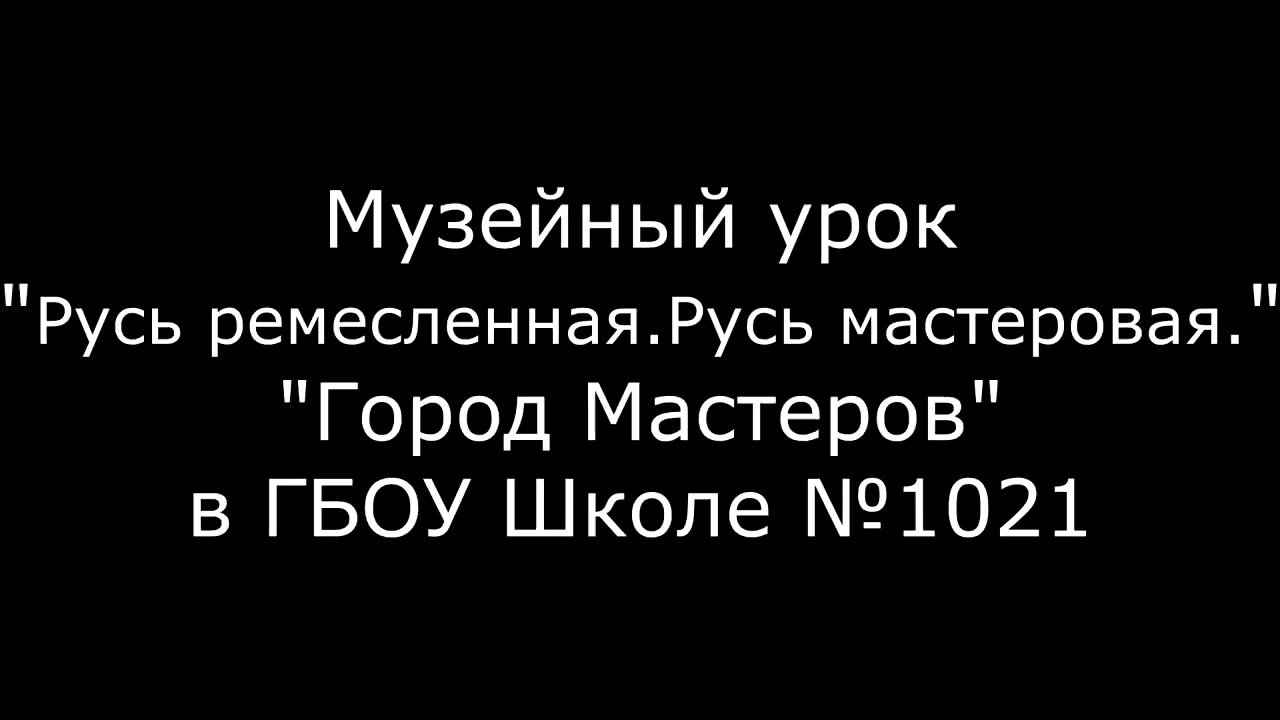 Музейный урок
"Русь ремесленная.Русь мастеровая."
"Город Мастеров"
в ГБОУ Школе №1021